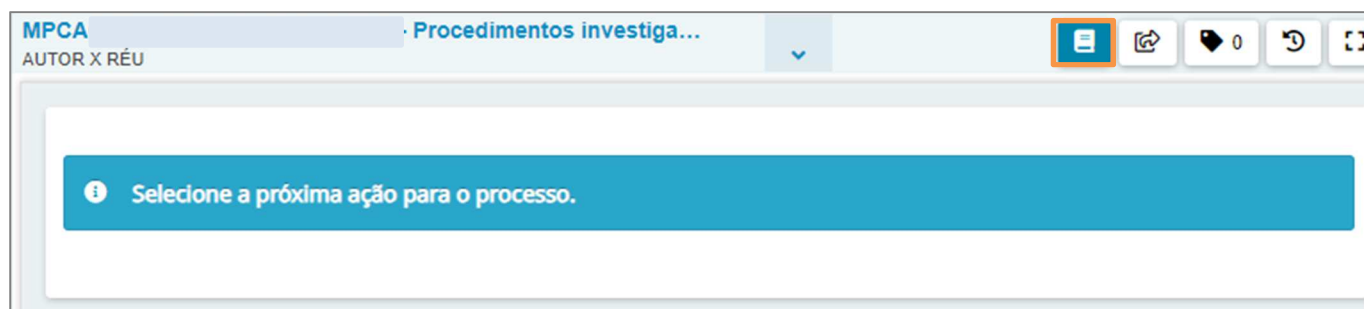 MPCA - Procedimentos investiga...
AUTOR X RÉU
0
Selecione a próxima ação para o processo.